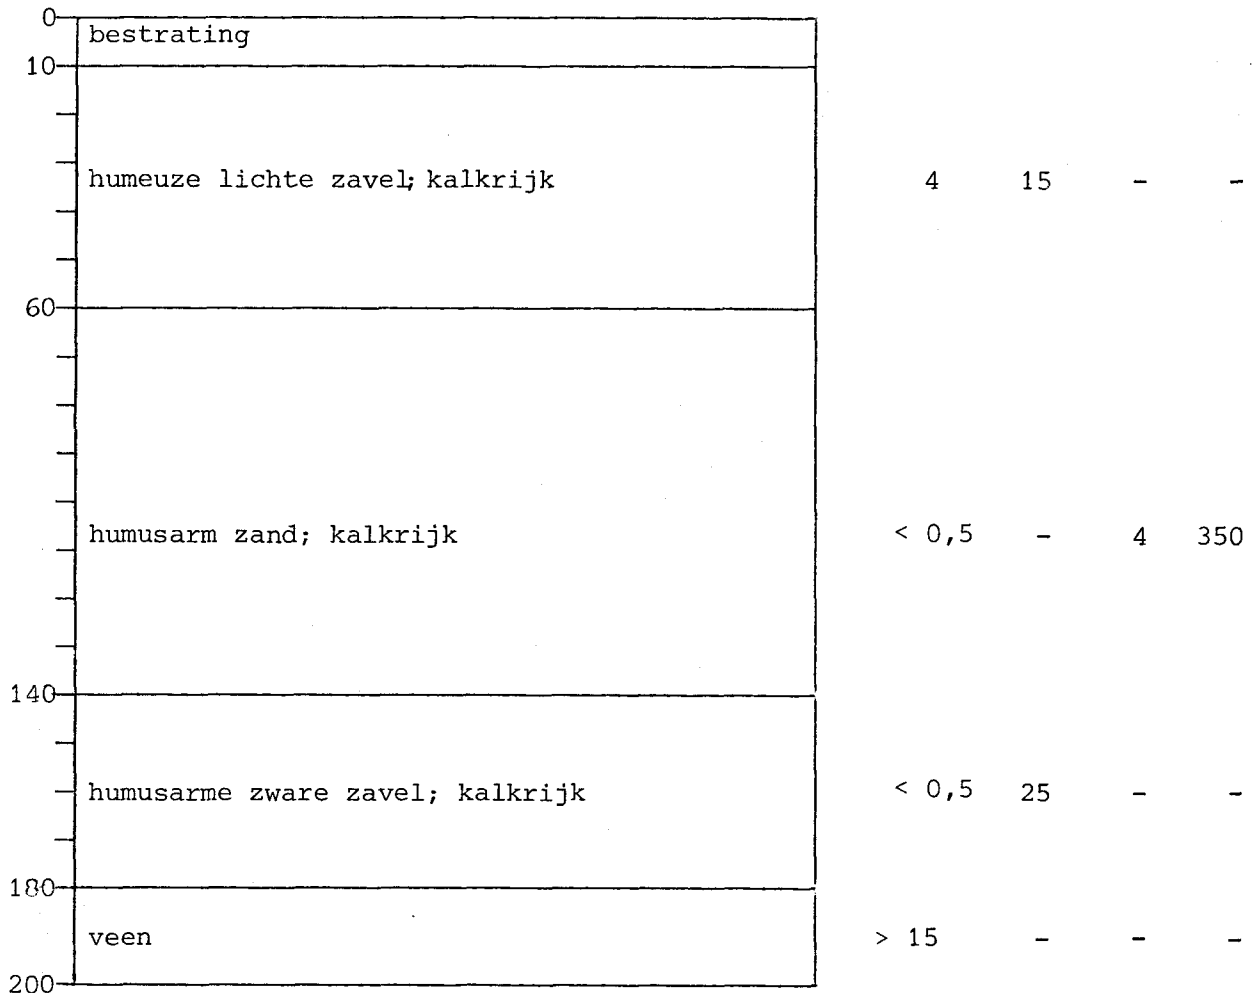 0
bestrating
10
humeuze lichte zavel; kalkrijk 4 15 - -
60
humusarm zand; kalkrijk < 0,5 - 4 350
140
humusarme zware zavel; kalkrijk < 0,5 25 - -
180
veen > 15 - - -
200